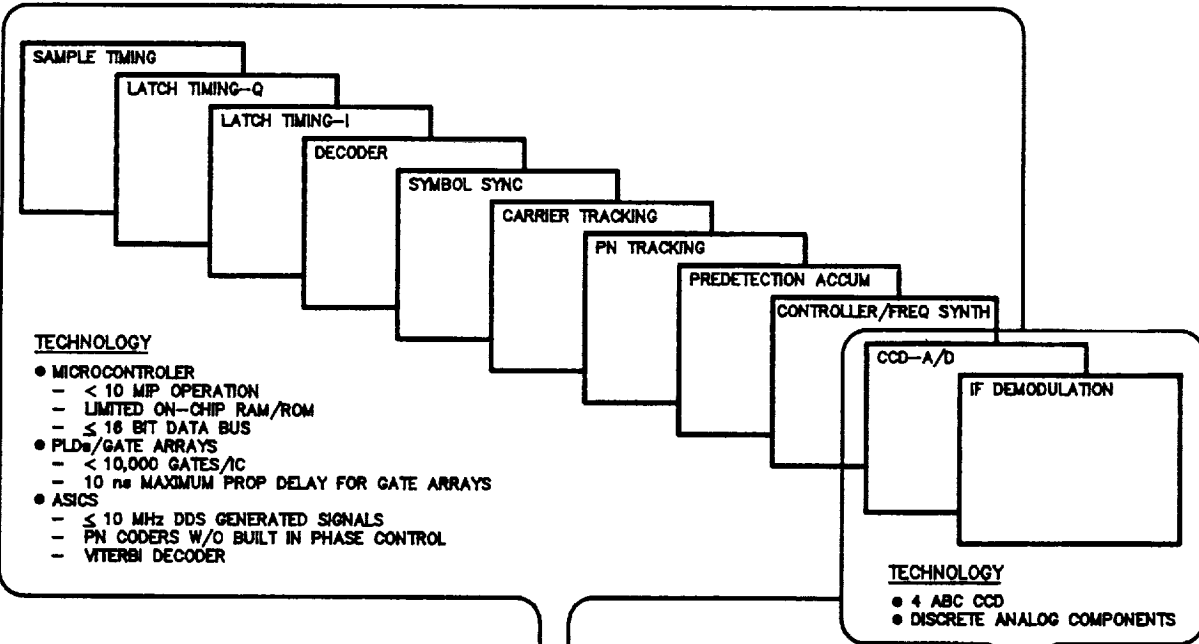 SAMPLE TIMING
LATCH TIMING-Q
LATCH TIMING-I
DECODER
SYMBOL SYNC
CARRIER TRACKING
PN TRACKING
PREDETECTION ACCUM
CONTROLLER/FREQ SYNTH
CCD-A/D
IF DEMODULATION
TECHNOLOGY
● MICROCONTROLER
– < 10 MIP OPERATION
– LIMITED ON-CHIP RAM/ROM
– ≤ 16 BIT DATA BUS
● PLDs/GATE ARRAYS
– < 10,000 GATES/IC
– 10 ns MAXIMUM PROP DELAY FOR GATE ARRAYS
● ASICS
– ≤ 10 MHz DDS GENERATED SIGNALS
– PN CODERS W/O BUILT IN PHASE CONTROL
– VITERBI DECODER
TECHNOLOGY
● 4 ABC CCD
● DISCRETE ANALOG COMPONENTS